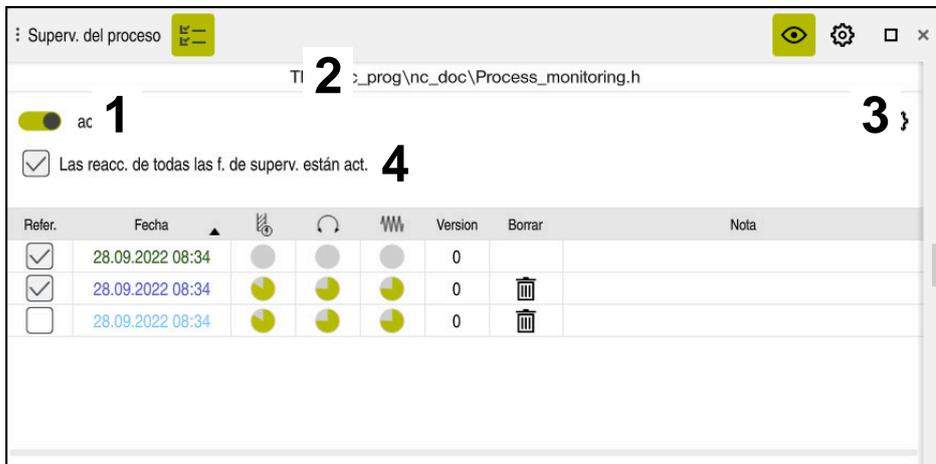 Superv. del proceso
2
c_prog\nc_doc\Process_monitoring.h
1
3
Las reacc. de todas las f. de superv. están act. 4
Refer. Fecha Version Borrar Nota
28.09.2022 08:34 0
28.09.2022 08:34 0
28.09.2022 08:34 0